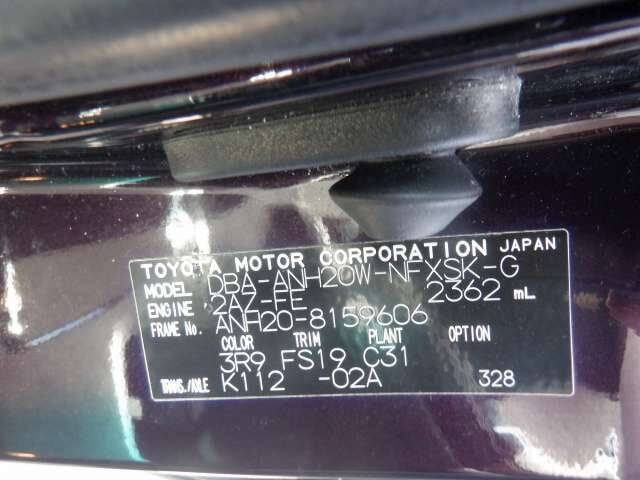 TOYOTA MOTOR CORPORATION JAPAN
MODEL DBA-ANH20W-NFXSK-G
ENGINE 2AZ-FE 2362 mL
FRAME No. ANH20-8159606
COLOR TRIM PLANT OPTION
3R9 FS19 C31
TRANS./AXLE K112 -02A 328